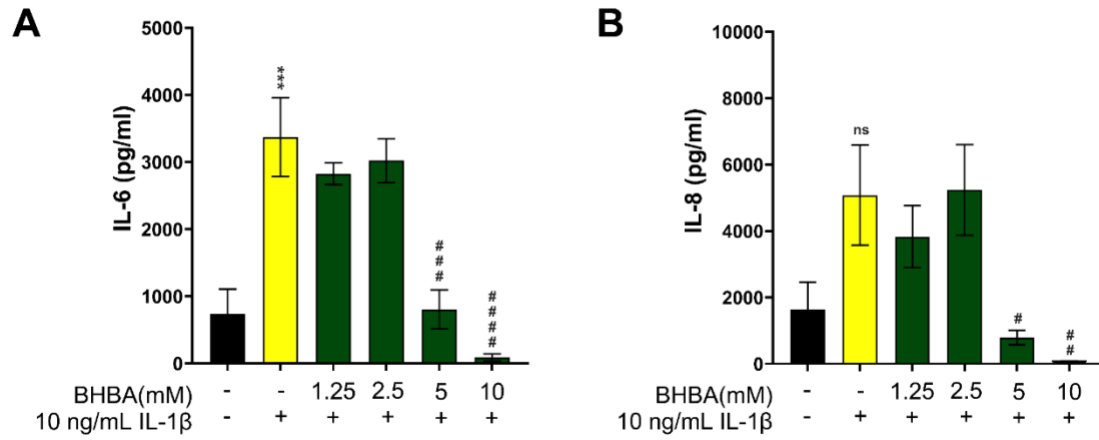 A
IL-6 (pg/ml)
5000
4000
3000
2000
1000
0
***
###
####
BHBA(mM) - - 1.25 2.5 5 10
10 ng/mL IL-1β - + + + + +
B
IL-8 (pg/ml)
10000
8000
6000
4000
2000
0
ns
#
##
BHBA(mM) - - 1.25 2.5 5 10
10 ng/mL IL-1β - + + + + +